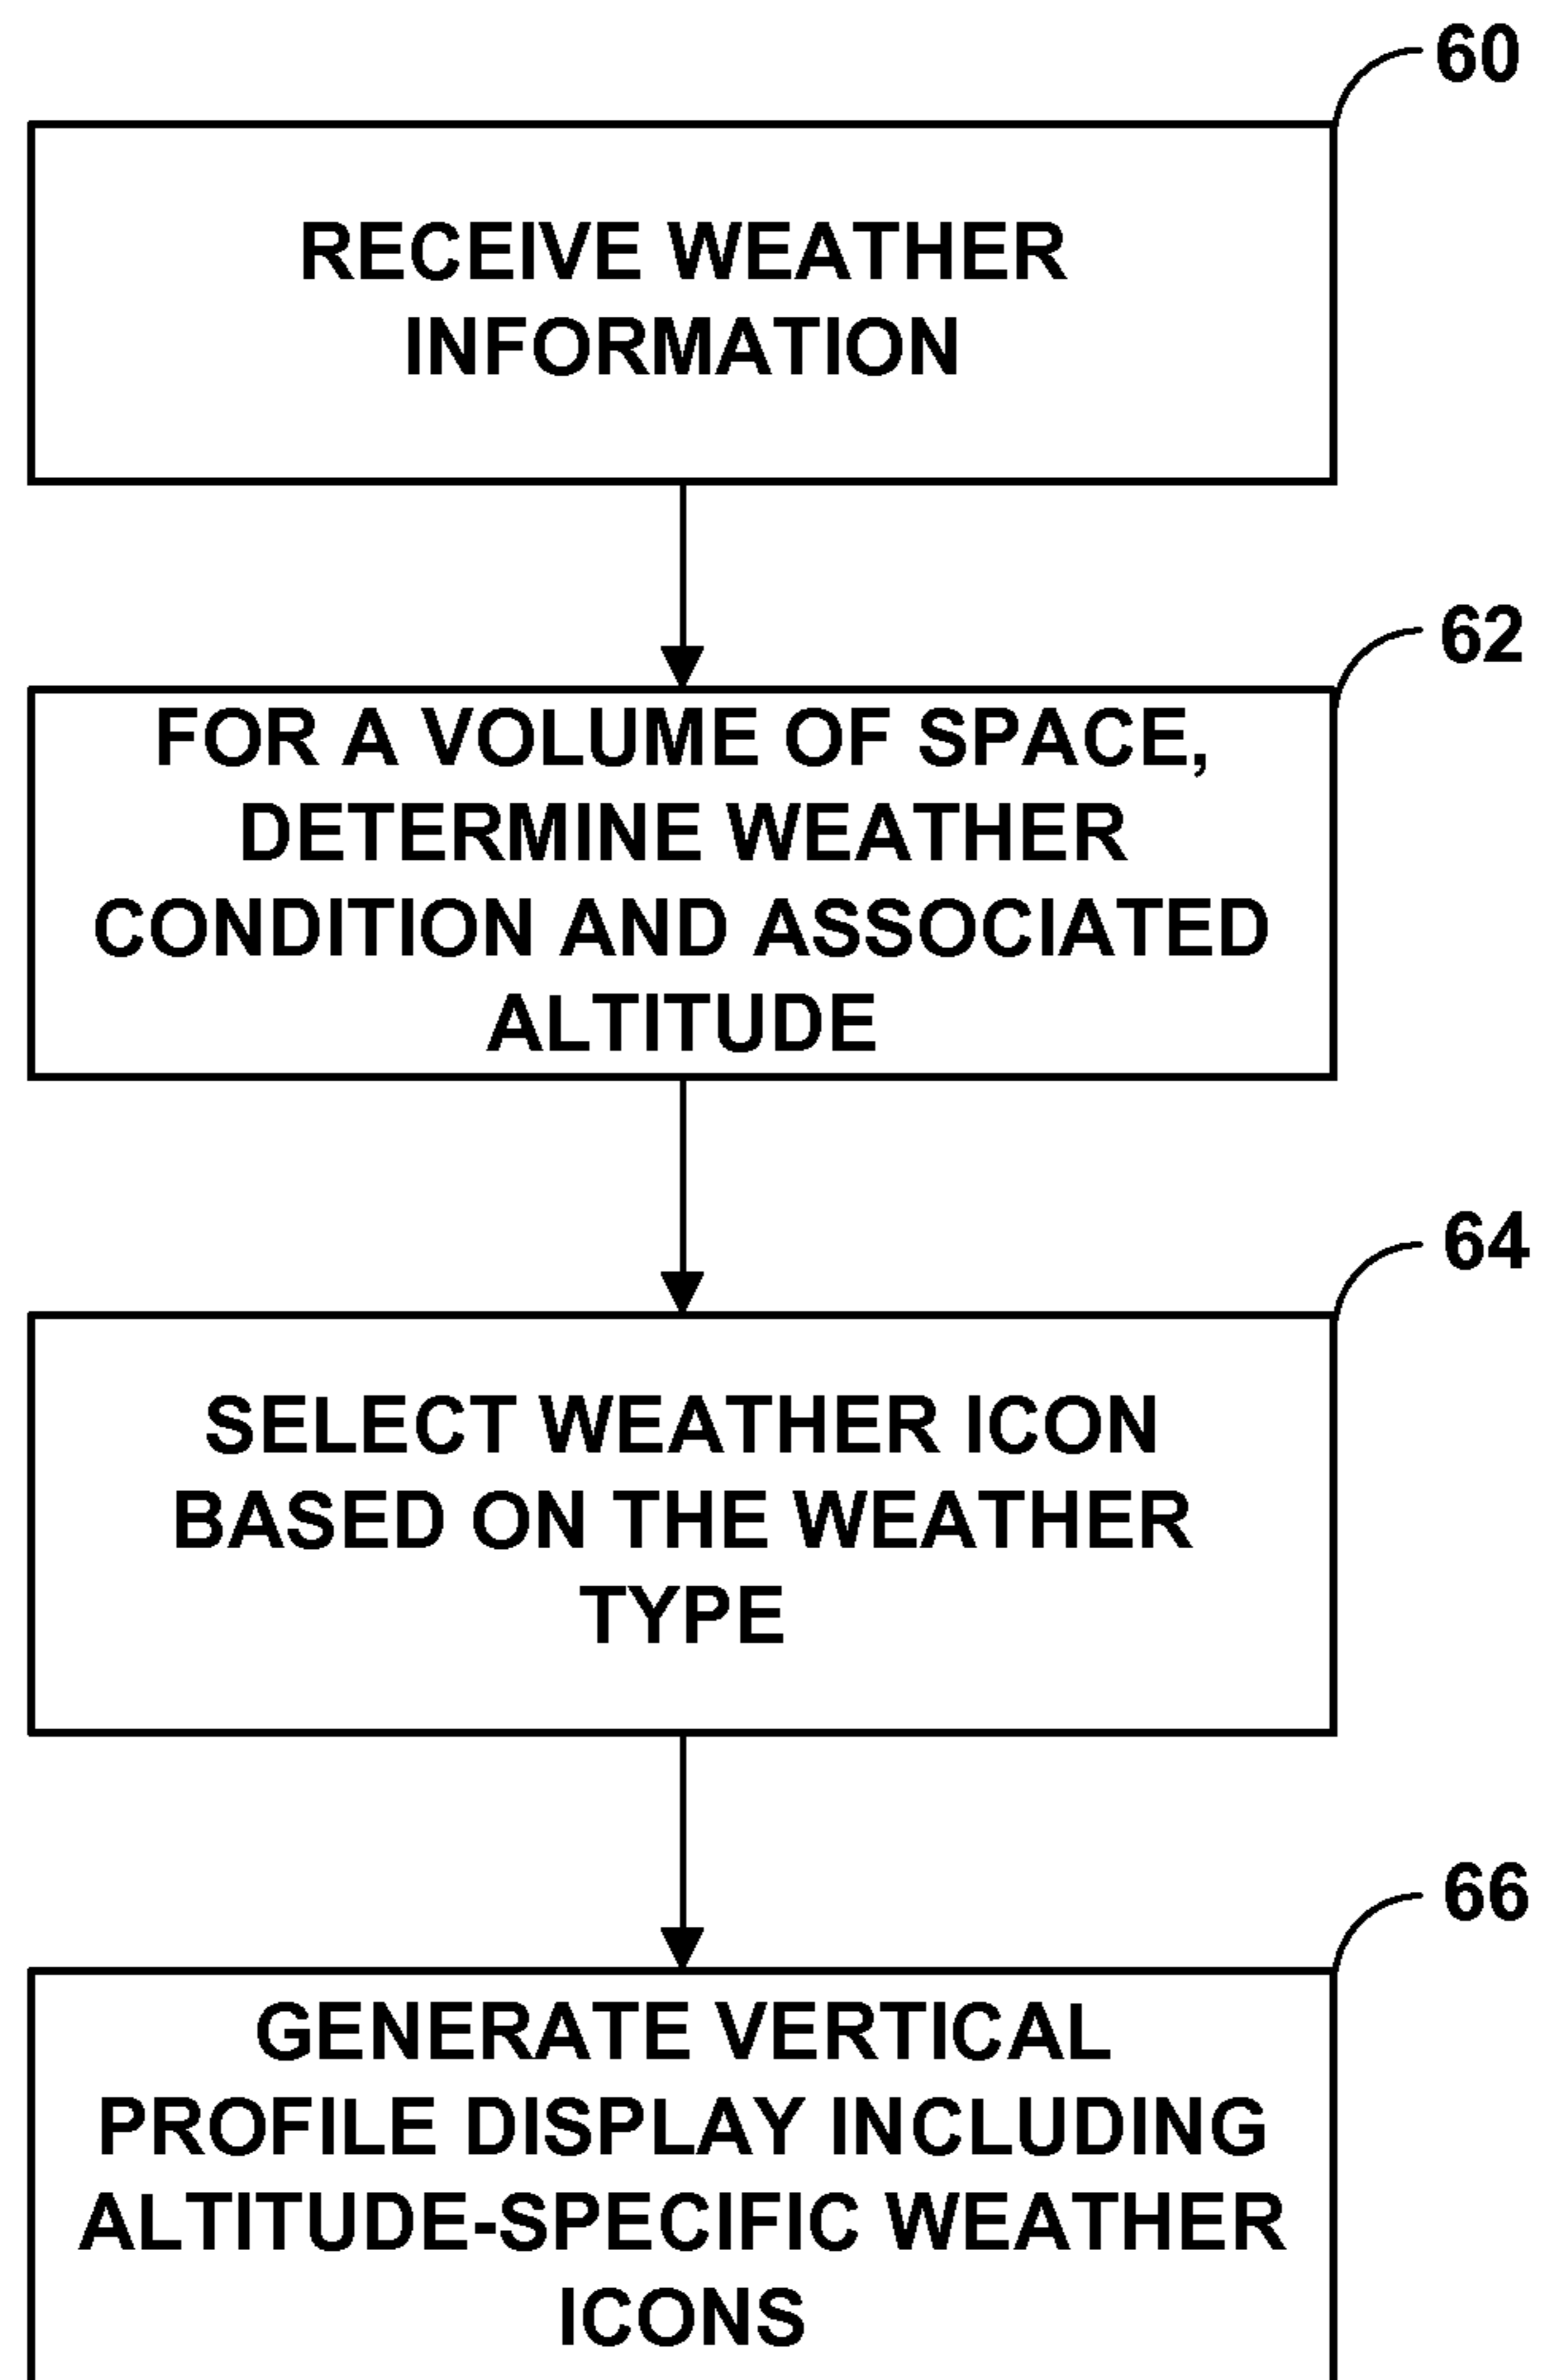 60
RECEIVE WEATHER
INFORMATION
62
FOR A VOLUME OF SPACE,
DETERMINE WEATHER
CONDITION AND ASSOCIATED
ALTITUDE
64
SELECT WEATHER ICON
BASED ON THE WEATHER
TYPE
66
GENERATE VERTICAL
PROFILE DISPLAY INCLUDING
ALTITUDE-SPECIFIC WEATHER
ICONS